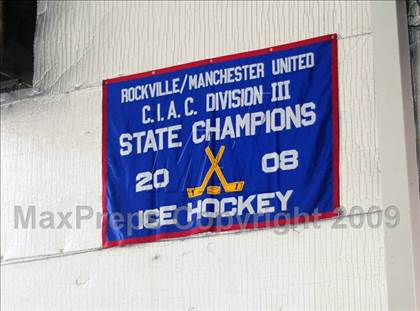 ROCKVILLE/MANCHESTER UNITED
C.I.A.C. DIVISION III
STATE CHAMPIONS
20 08
ICE HOCKEY
MaxPreps Copyright 2009